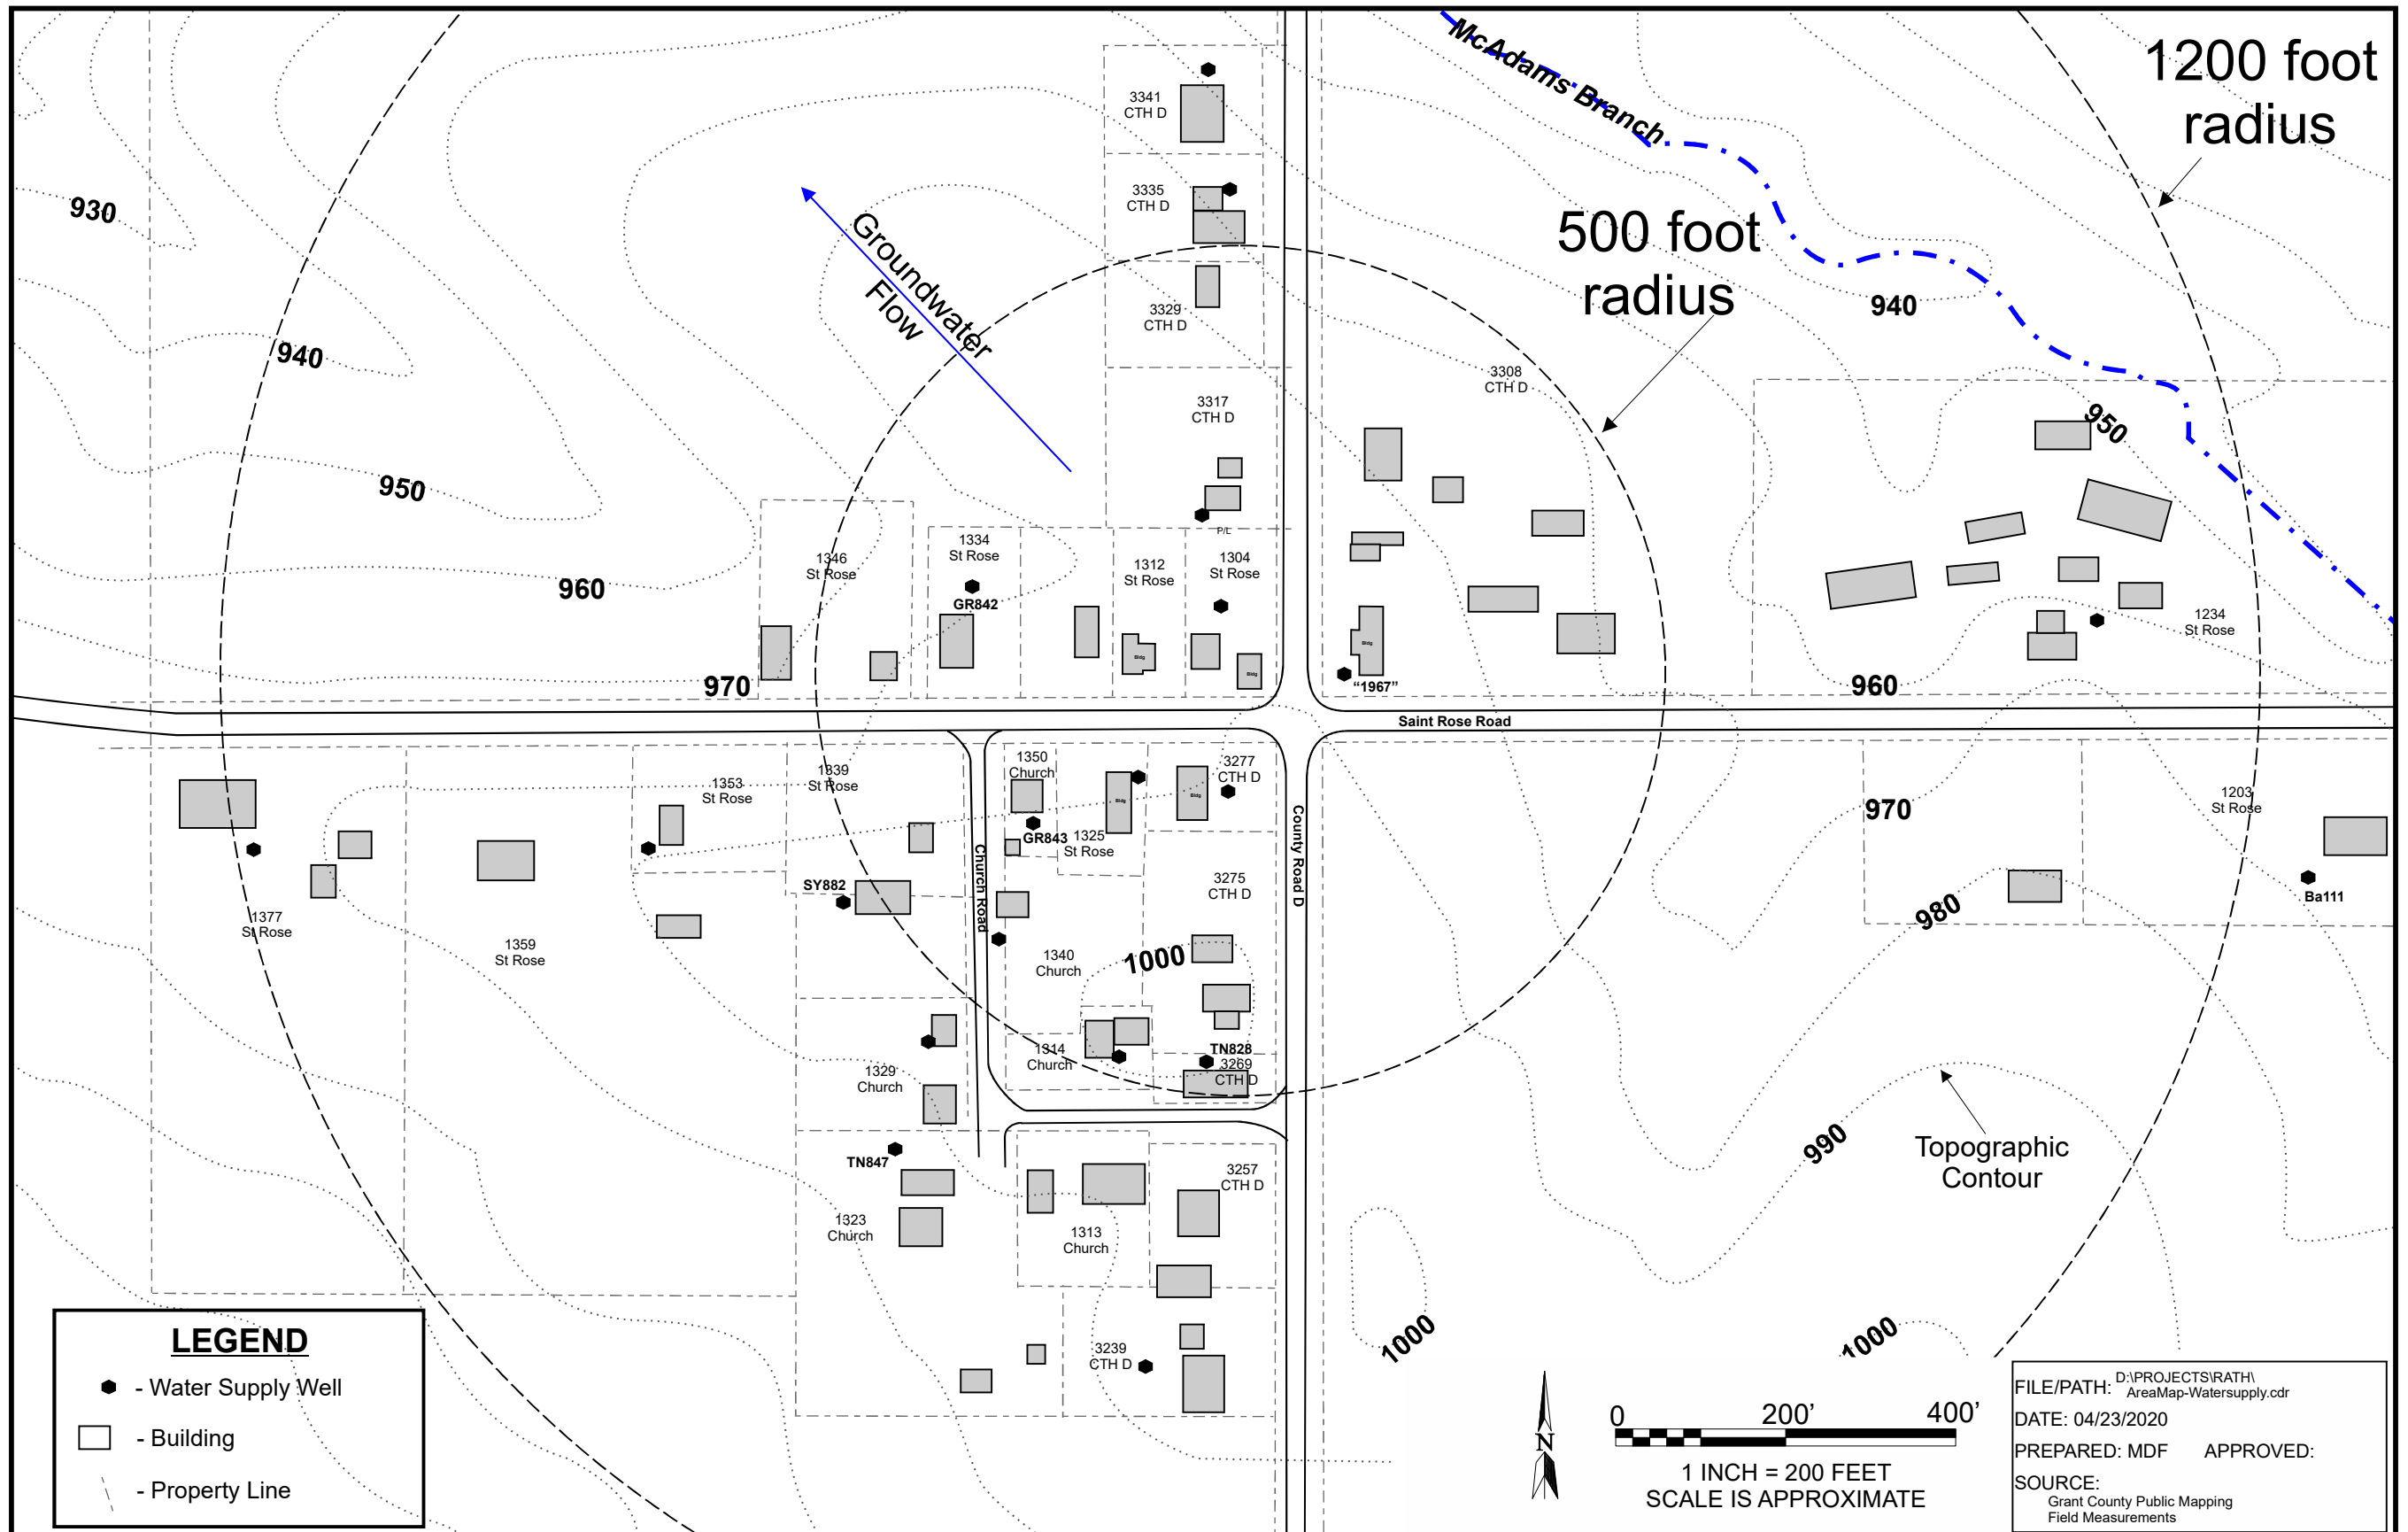 McAdams Branch
1200 foot
radius
3341
CTH D
930
3335
CTH D
500 foot
radius
Groundwater
Flow
3329
CTH D
940
940
3308
CTH D
3317
CTH D
950
950
P/L
1346
St Rose
1334
St Rose
1312
St Rose
1304
St Rose
960
GR842
1234
St Rose
Bldg
Bldg
Bldg
970
"1967"
960
Saint Rose Road
1350
Church
3277
CTH D
1339
St Rose
1353
St Rose
Bldg
Bldg
1203
St Rose
970
GR843
1325
St Rose
County Road D
Church Road
SY882
3275
CTH D
Ba111
980
1377
St Rose
1359
St Rose
1340
Church
1000
TN828
3269
CTH D
1314
Church
1329
Church
990
Topographic
Contour
TN847
3257
CTH D
1323
Church
1313
Church
1000
1000
3239
CTH D
LEGEND
- Water Supply Well
- Building
- Property Line
N
0 200' 400'
1 INCH = 200 FEET
SCALE IS APPROXIMATE
FILE/PATH: D:\PROJECTS\RATH\
AreaMap-Watersupply.cdr
DATE: 04/23/2020
PREPARED: MDF APPROVED:
SOURCE:
Grant County Public Mapping
Field Measurements